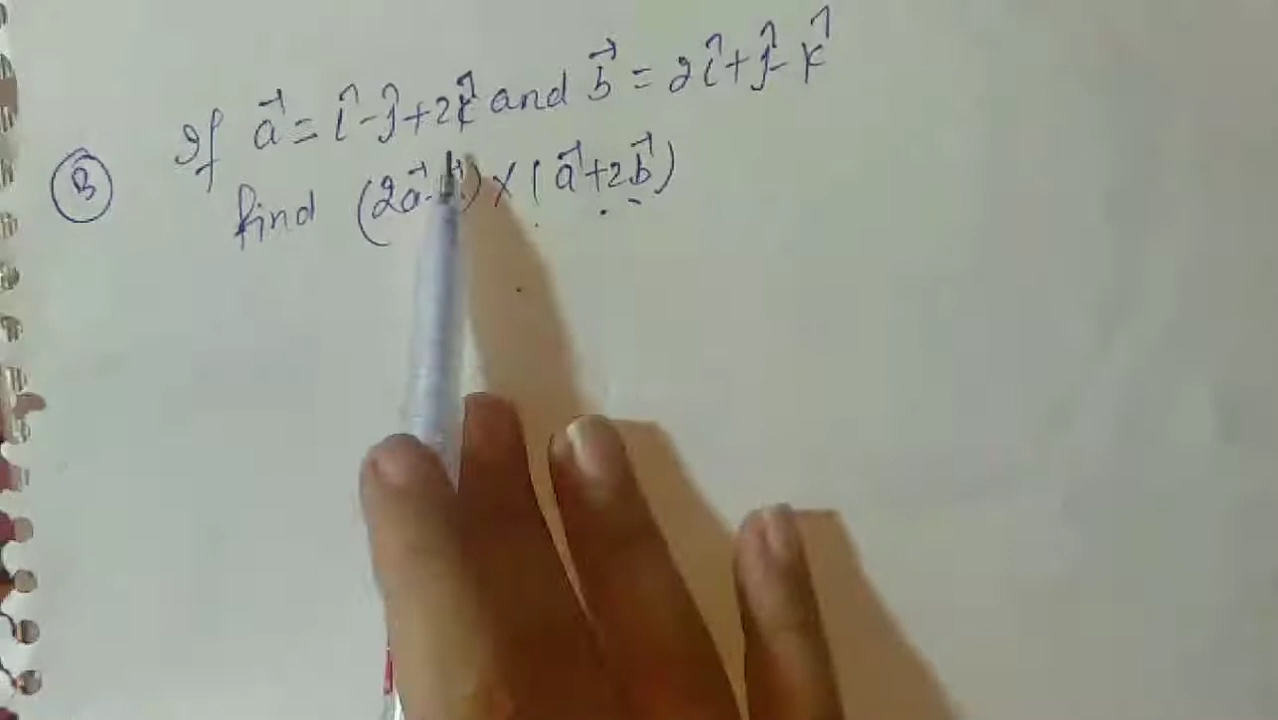 If a⃗ = î - ĵ + 2k̂ and b⃗ = 2î + ĵ - k̂
(3) find (2a⃗ - ) × (a⃗ + 2b⃗)